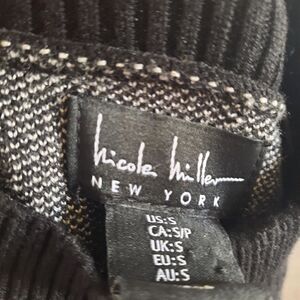 nicole miller
NEW YORK
US:S
CA:S/P
UK:S
EU:S
AU:S